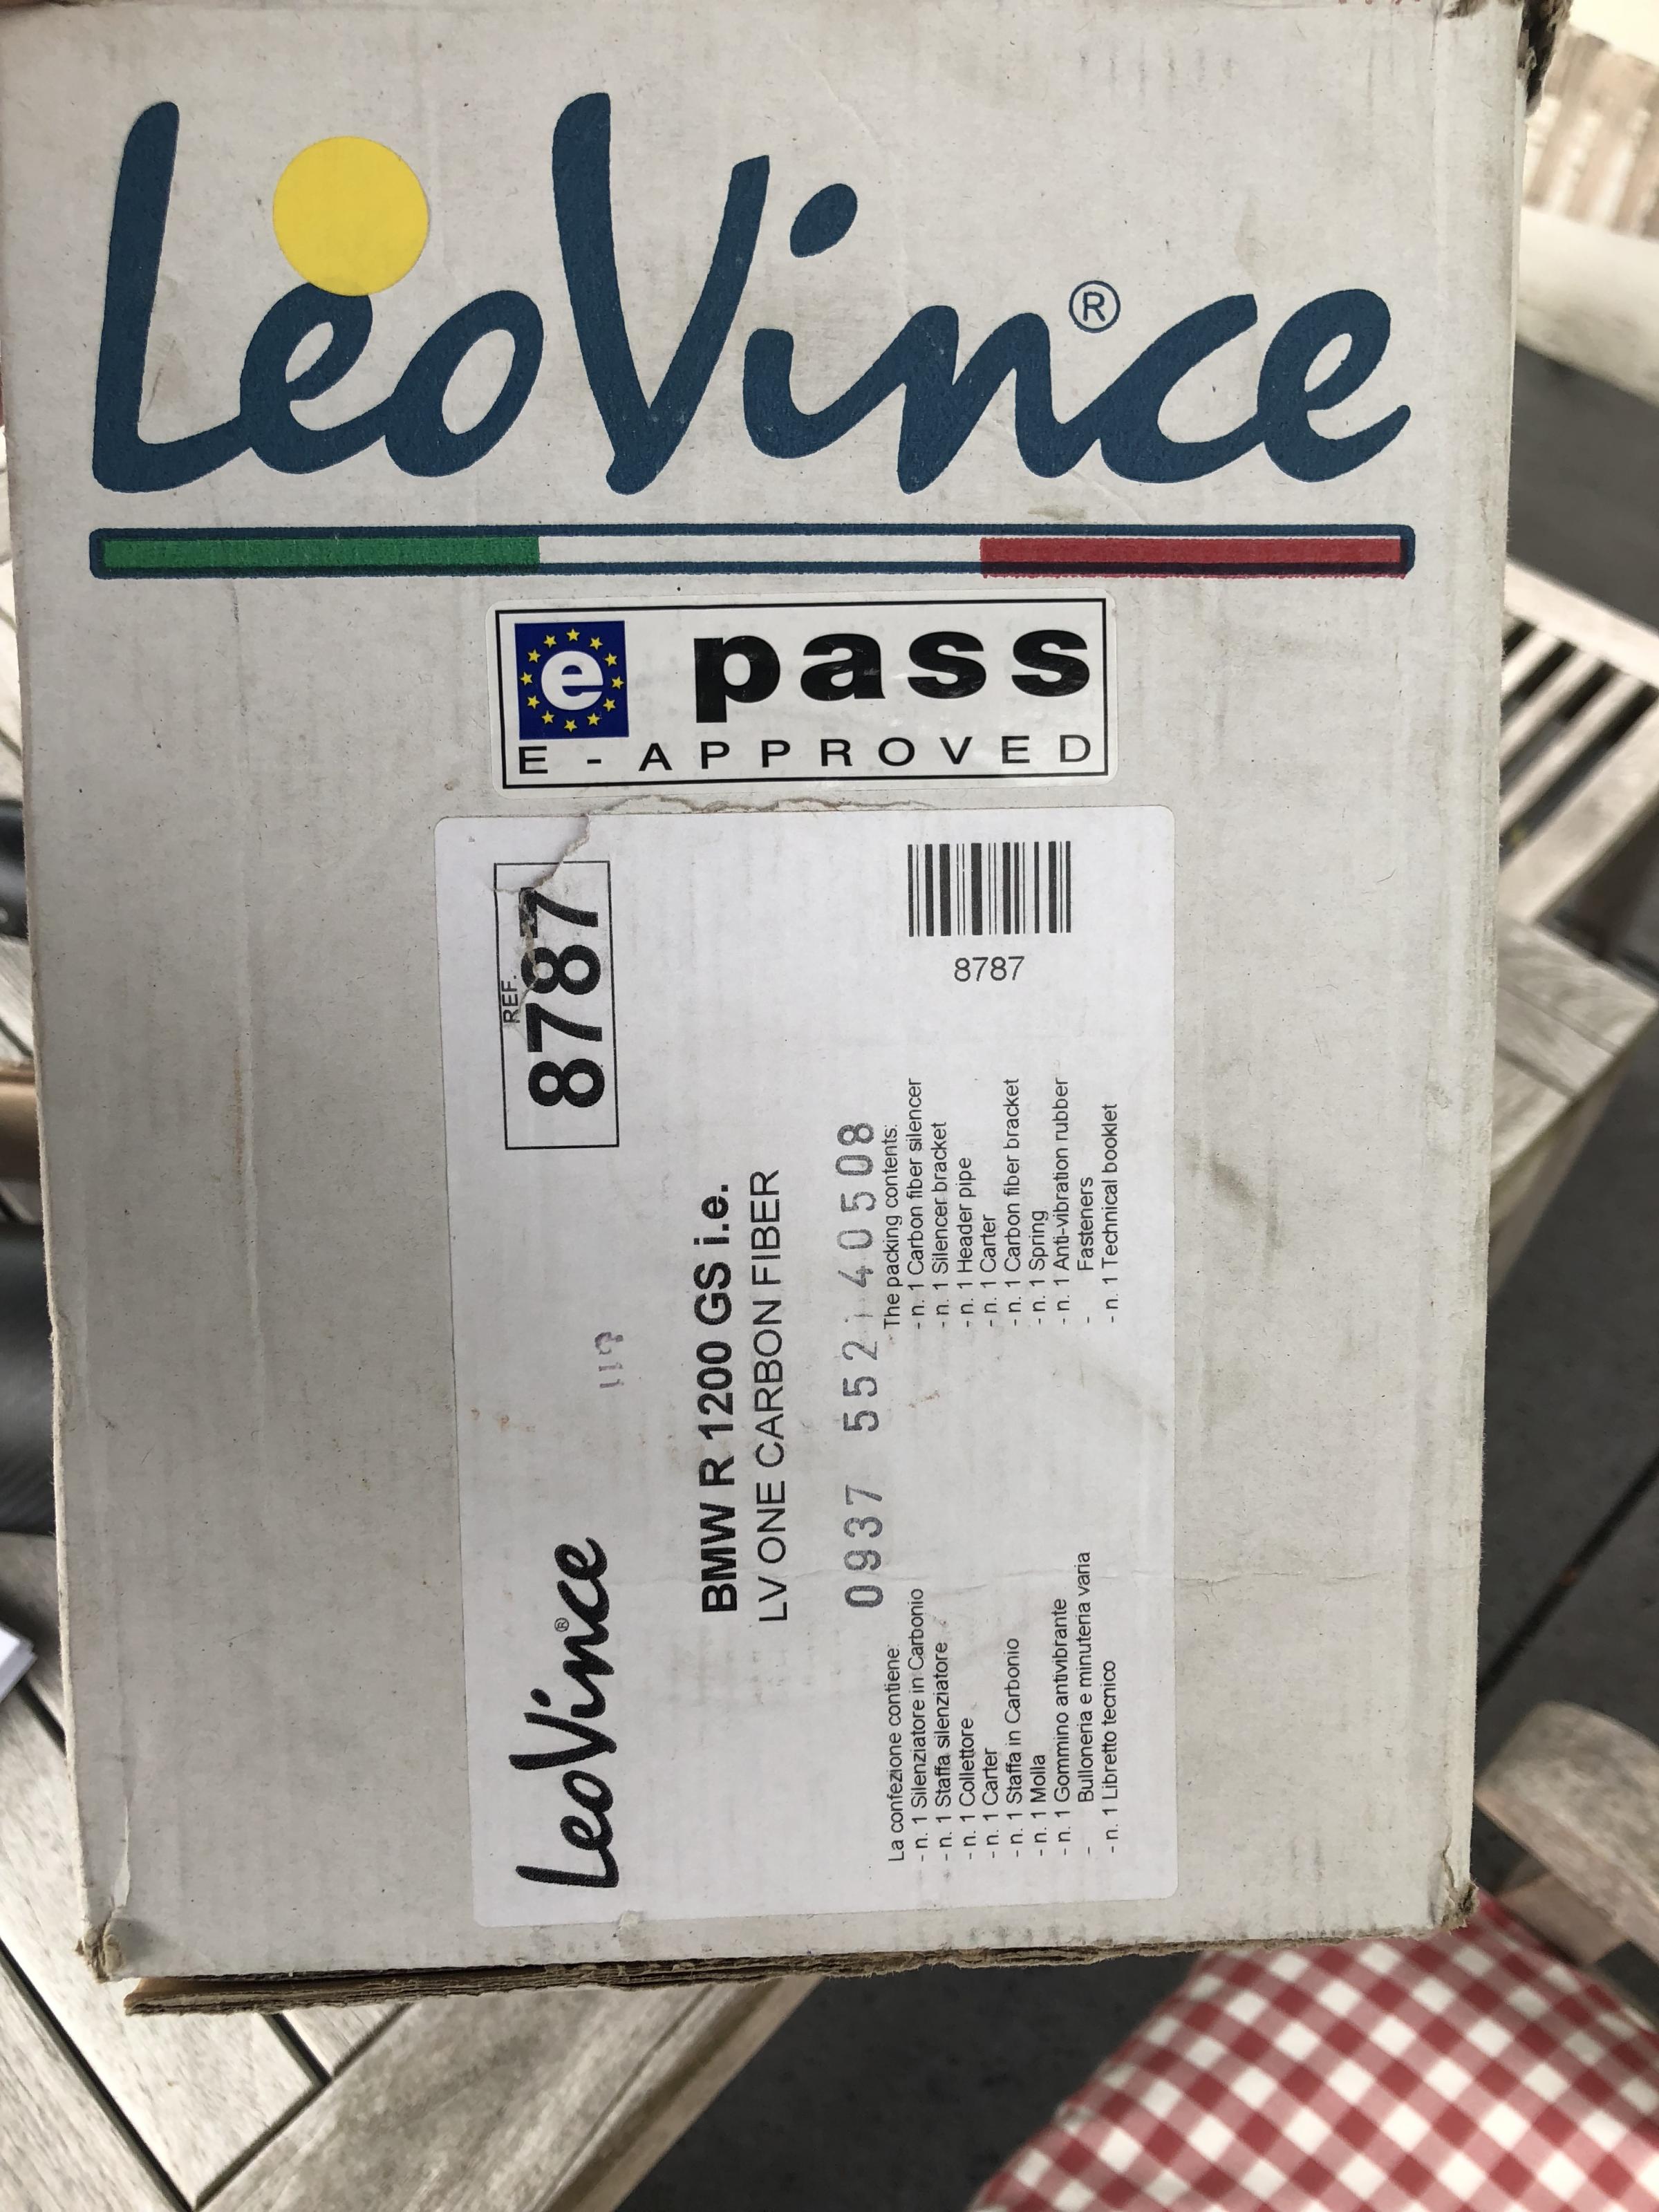 LeoVince®
e pass
E-APPROVED
LeoVince®
REF.
8787
BMW R 1200 GS i.e.
LV ONE CARBON FIBER
0937 552 40508
La confezione contiene:
- n. 1 Silenziatore in Carbonio
- n. 1 Staffa silenziatore
- n. 1 Collettore
- n. 1 Carter
- n. 1 Staffa in Carbonio
- n. 1 Molla
- n. 1 Gommino antivibrante
- Bulloneria e minuteria varia
- n. 1 Libretto tecnico
The packing contents:
- n. 1 Carbon fiber silencer
- n. 1 Silencer bracket
- n. 1 Header pipe
- n. 1 Carter
- n. 1 Carbon fiber bracket
- n. 1 Spring
- n. 1 Anti-vibration rubber
- Fasteners
- n. 1 Technical booklet
8787